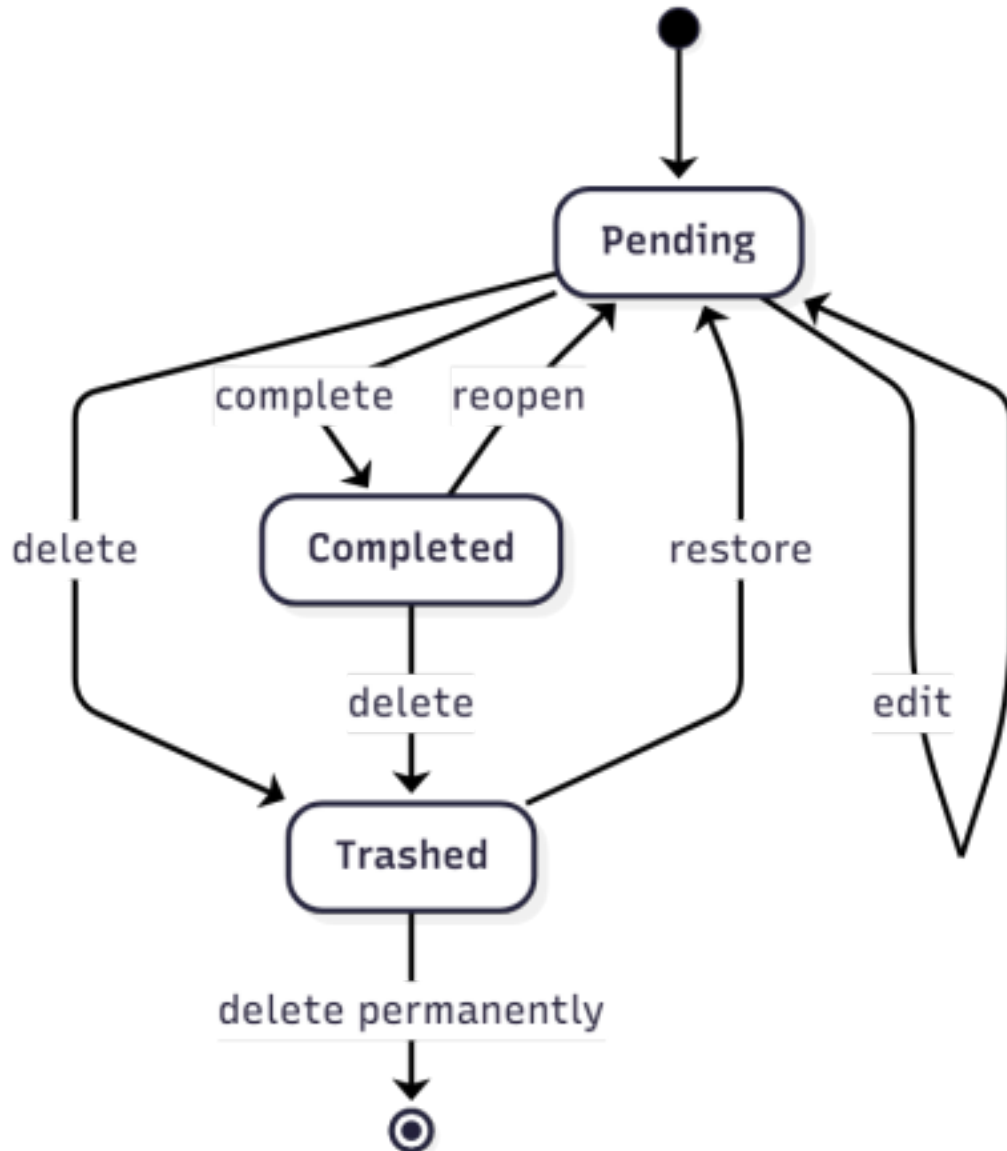 Pending
complete
reopen
delete
Completed
restore
delete
edit
Trashed
delete permanently